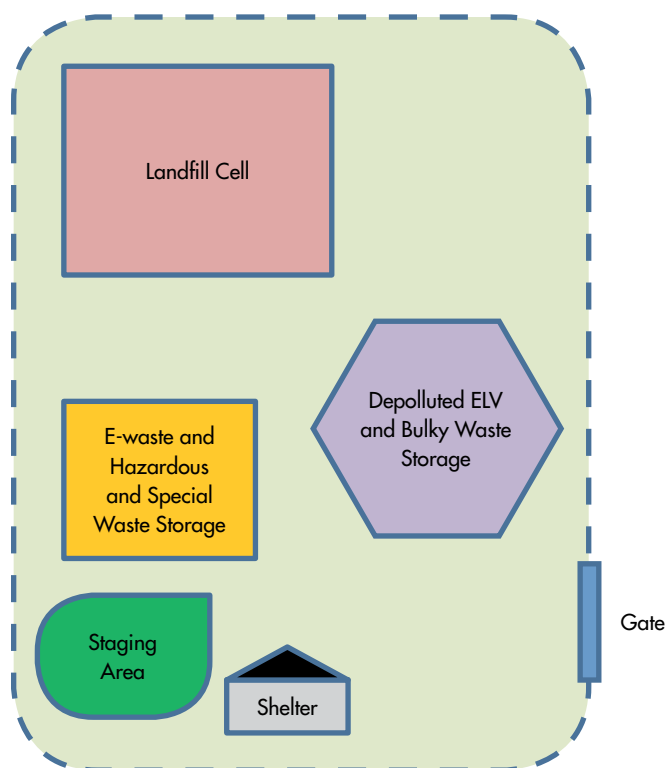 Landfill Cell
Depolluted ELV
and Bulky Waste
Storage
E-waste and
Hazardous
and Special
Waste Storage
Gate
Staging
Area
Shelter